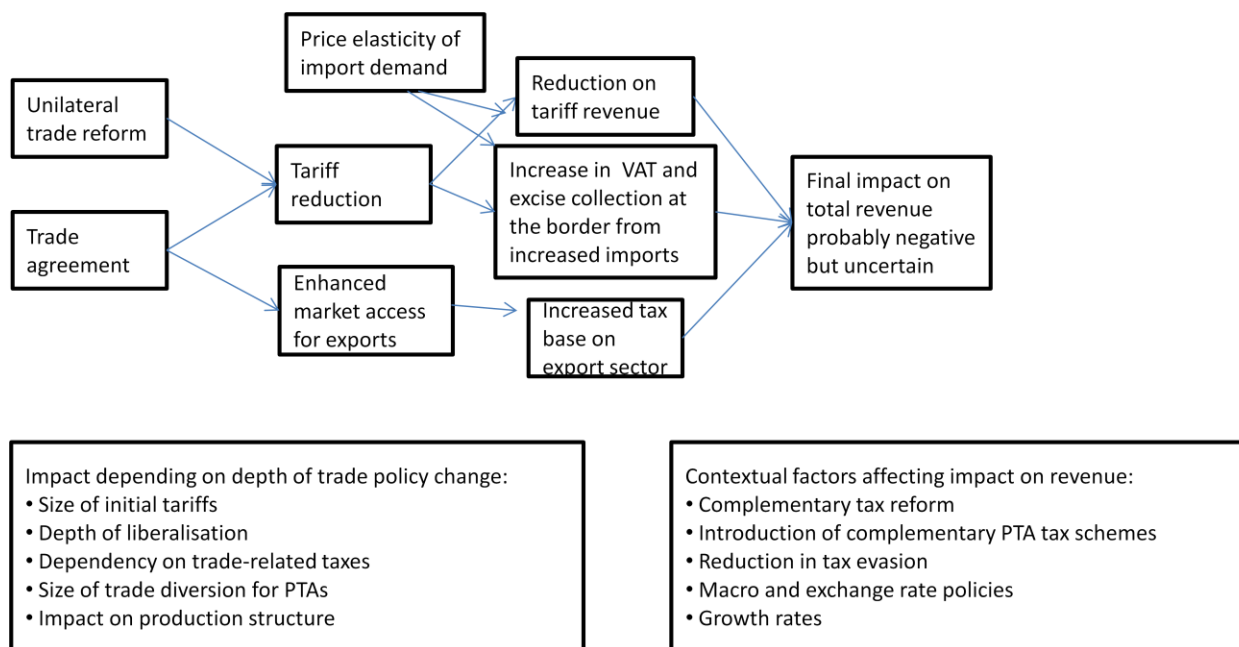 Price elasticity of
import demand
Unilateral
trade reform
Reduction on
tariff revenue
Tariff
reduction
Increase in VAT and
excise collection at
the border from
increased imports
Final impact on
total revenue
probably negative
but uncertain
Trade
agreement
Enhanced
market access
for exports
Increased tax
base on
export sector
Impact depending on depth of trade policy change:
• Size of initial tariffs
• Depth of liberalisation
• Dependency on trade-related taxes
• Size of trade diversion for PTAs
• Impact on production structure
Contextual factors affecting impact on revenue:
• Complementary tax reform
• Introduction of complementary PTA tax schemes
• Reduction in tax evasion
• Macro and exchange rate policies
• Growth rates